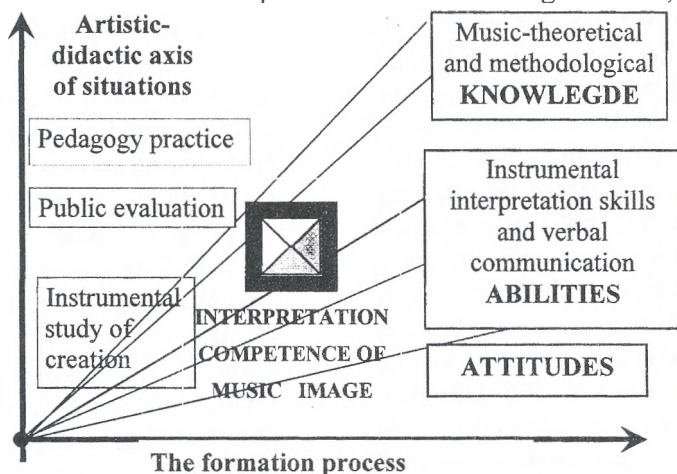 Artistic-
didactic axis
of situations
Pedagogy practice
Public evaluation
Instrumental
study of
creation
INTERPRETATION
COMPETENCE OF
MUSIC IMAGE
Music-theoretical
and methodological
KNOWLEGDE
Instrumental
interpretation skills
and verbal
communication
ABILITIES
ATTITUDES
The formation process